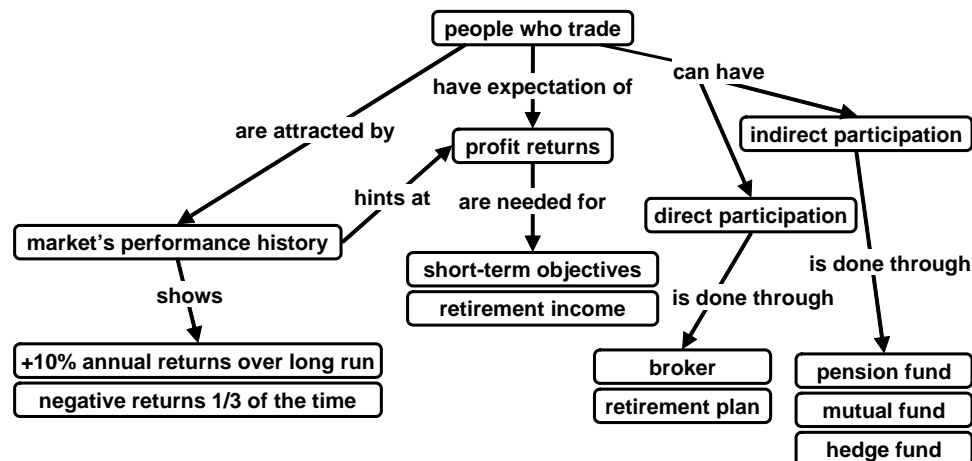 people who trade
can have
have expectation of
are attracted by
indirect participation
profit returns
hints at
are needed for
direct participation
market's performance history
short-term objectives
is done through
shows
retirement income
is done through
+10% annual returns over long run
broker
pension fund
negative returns 1/3 of the time
retirement plan
mutual fund
hedge fund